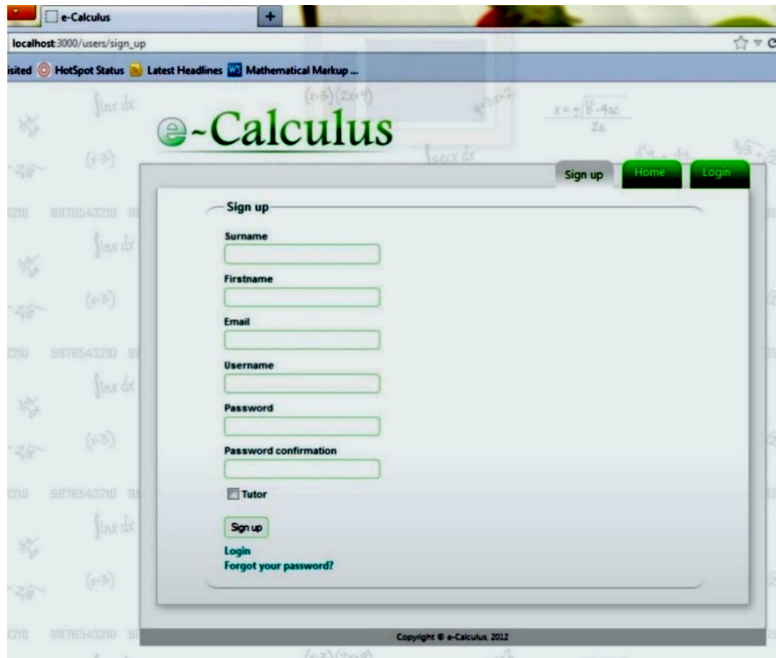 e-Calculus
localhost:3000/users/sign_up
isited HotSpot Status Latest Headlines Mathematical Markup ...
e~Calculus
Sign up Home Login
Sign up
Surname
Firstname
Email
Username
Password
Password confirmation
Tutor
Sign up
Login
Forgot your password?
Copyright © e-Calculus, 2012